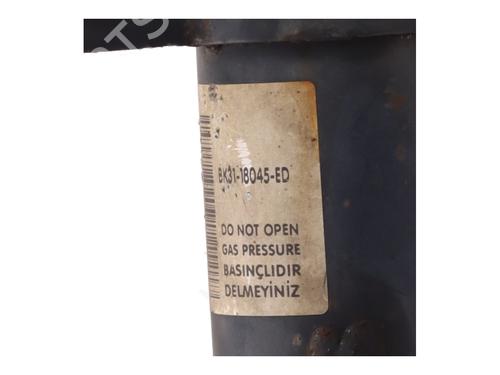 BK31-18045-ED
DO NOT OPEN
GAS PRESSURE
BASINÇLIDIR
DELMEYİNİZ